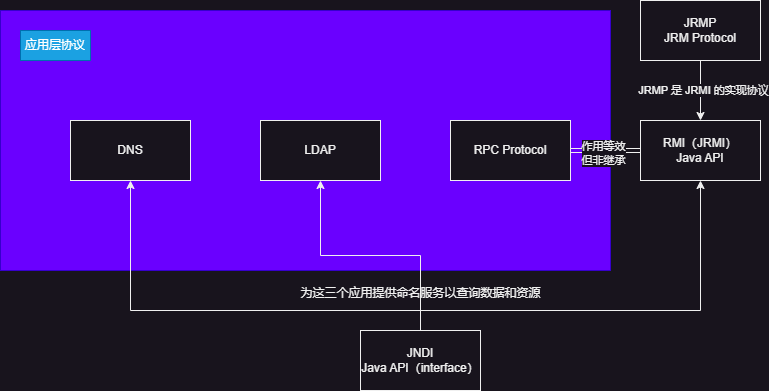 JRMP
JRM Protocol
应用层协议
JRMP 是 JRMI 的实现协议
DNS
LDAP
RPC Protocol
作用等效
但非继承
RMI（JRMI）
Java API
为这三个应用提供命名服务以查询数据和资源
JNDI
Java API（interface）